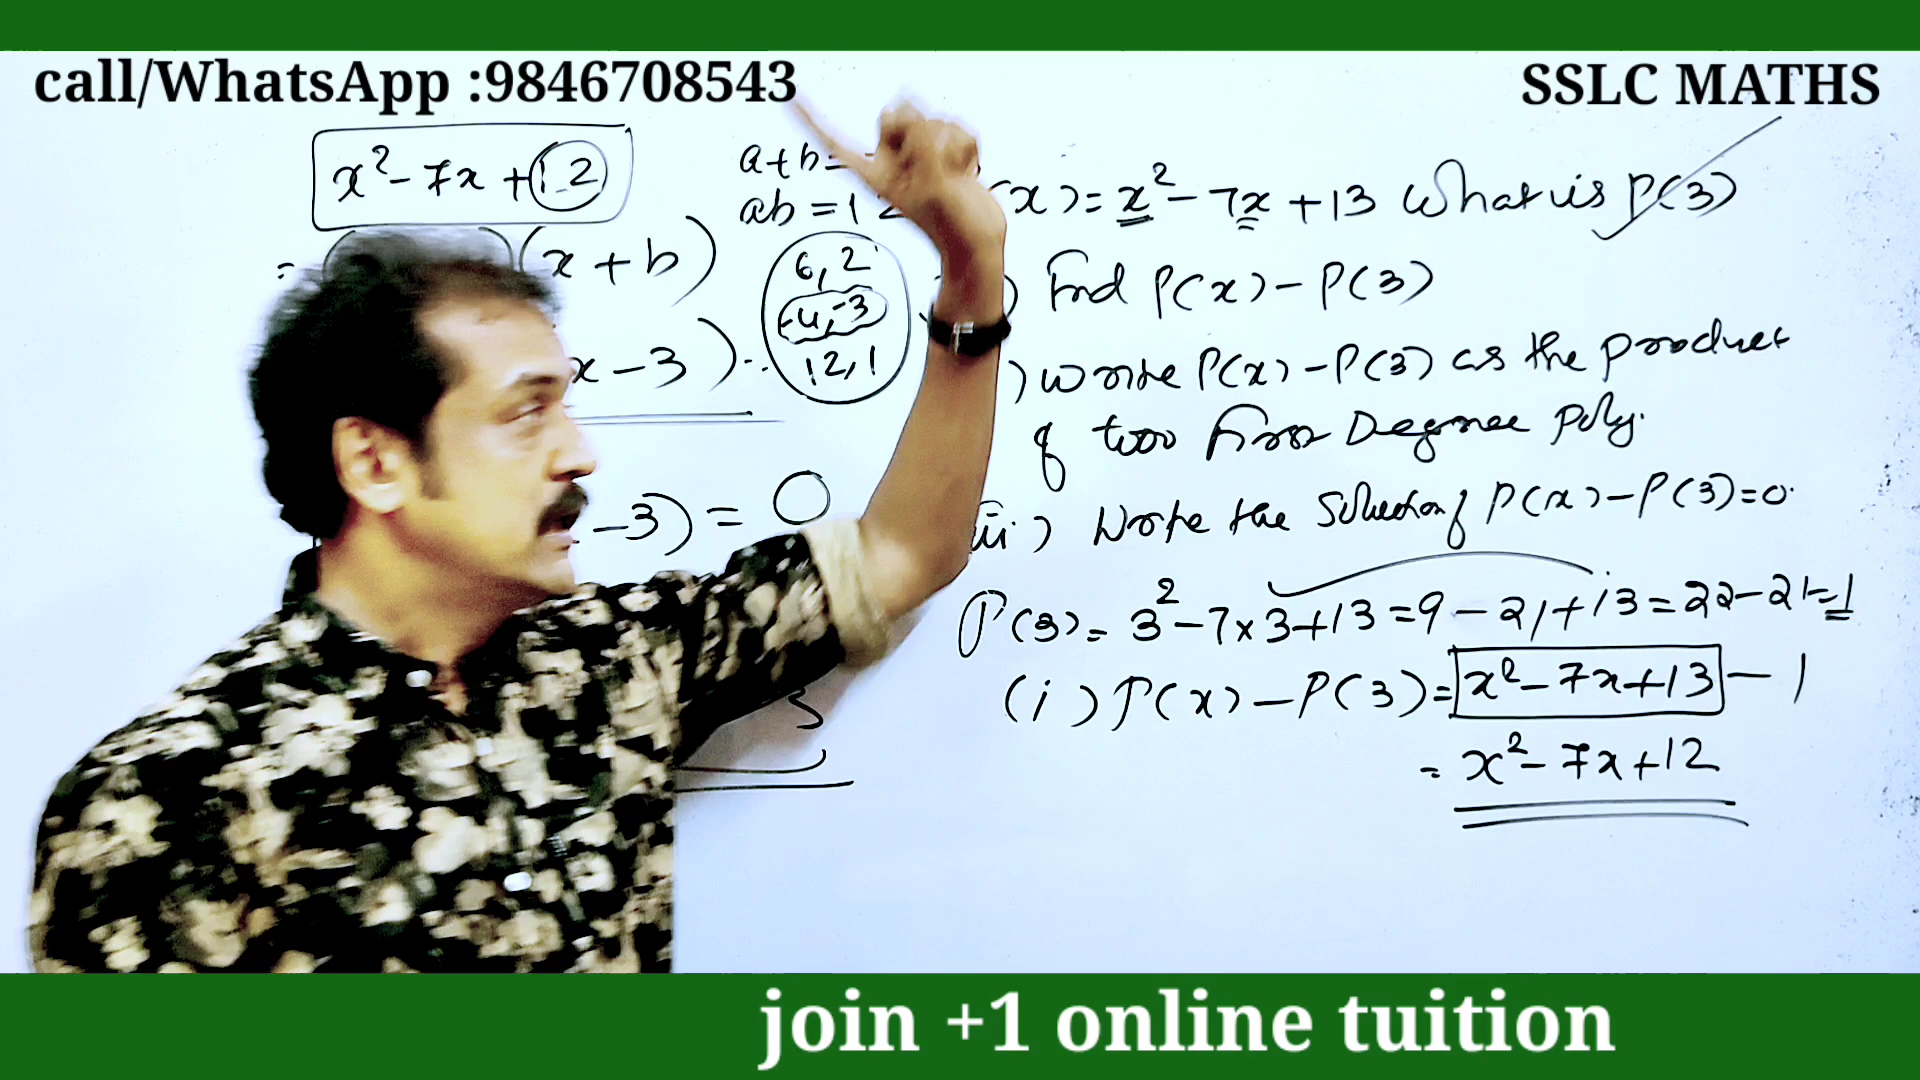 call/WhatsApp :9846708543
SSLC MATHS
x² - 7x + 12
a+b=
ab = 12
= (x + b)
6, 2
-4, -3
12, 1
x - 3) ..
-3) = 0
3
(x) = x² - 7x + 13 What is P(3)
) Find P(x) - P(3)
) Write P(x) - P(3) as the product
of two First Degree Poly.
iii) Write the Solution of P(x) - P(3) = 0.
P(3) = 3² - 7 x 3 + 13 = 9 - 21 + 13 = 22 - 21 = 1
(i) P(x) - P(3) = x² - 7x + 13 - 1
= x² - 7x + 12
join +1 online tuition